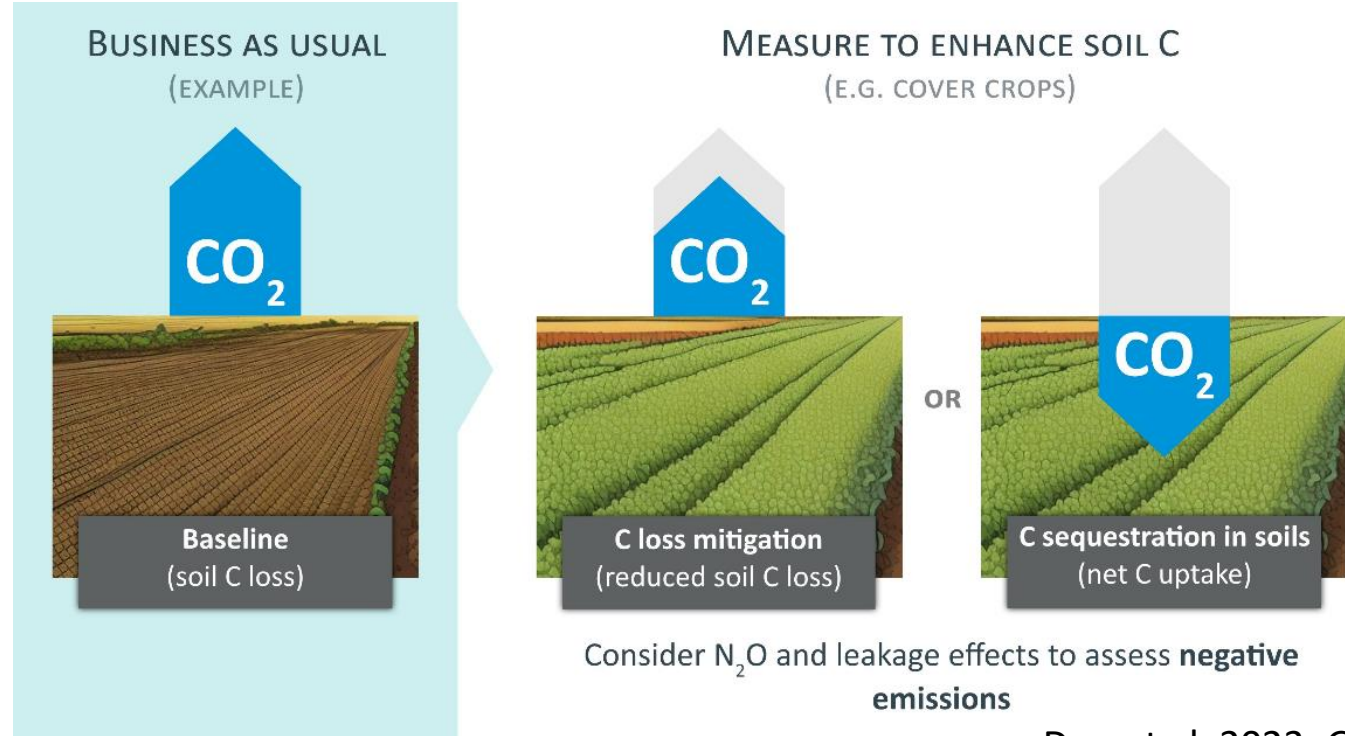 BUSINESS AS USUAL
(EXAMPLE)
CO₂
Baseline
(soil C loss)
MEASURE TO ENHANCE SOIL C
(E.G. COVER CROPS)
CO₂
C loss mitigation
(reduced soil C loss)
OR
CO₂
C sequestration in soils
(net C uptake)
Consider N₂O and leakage effects to assess negative
emissions